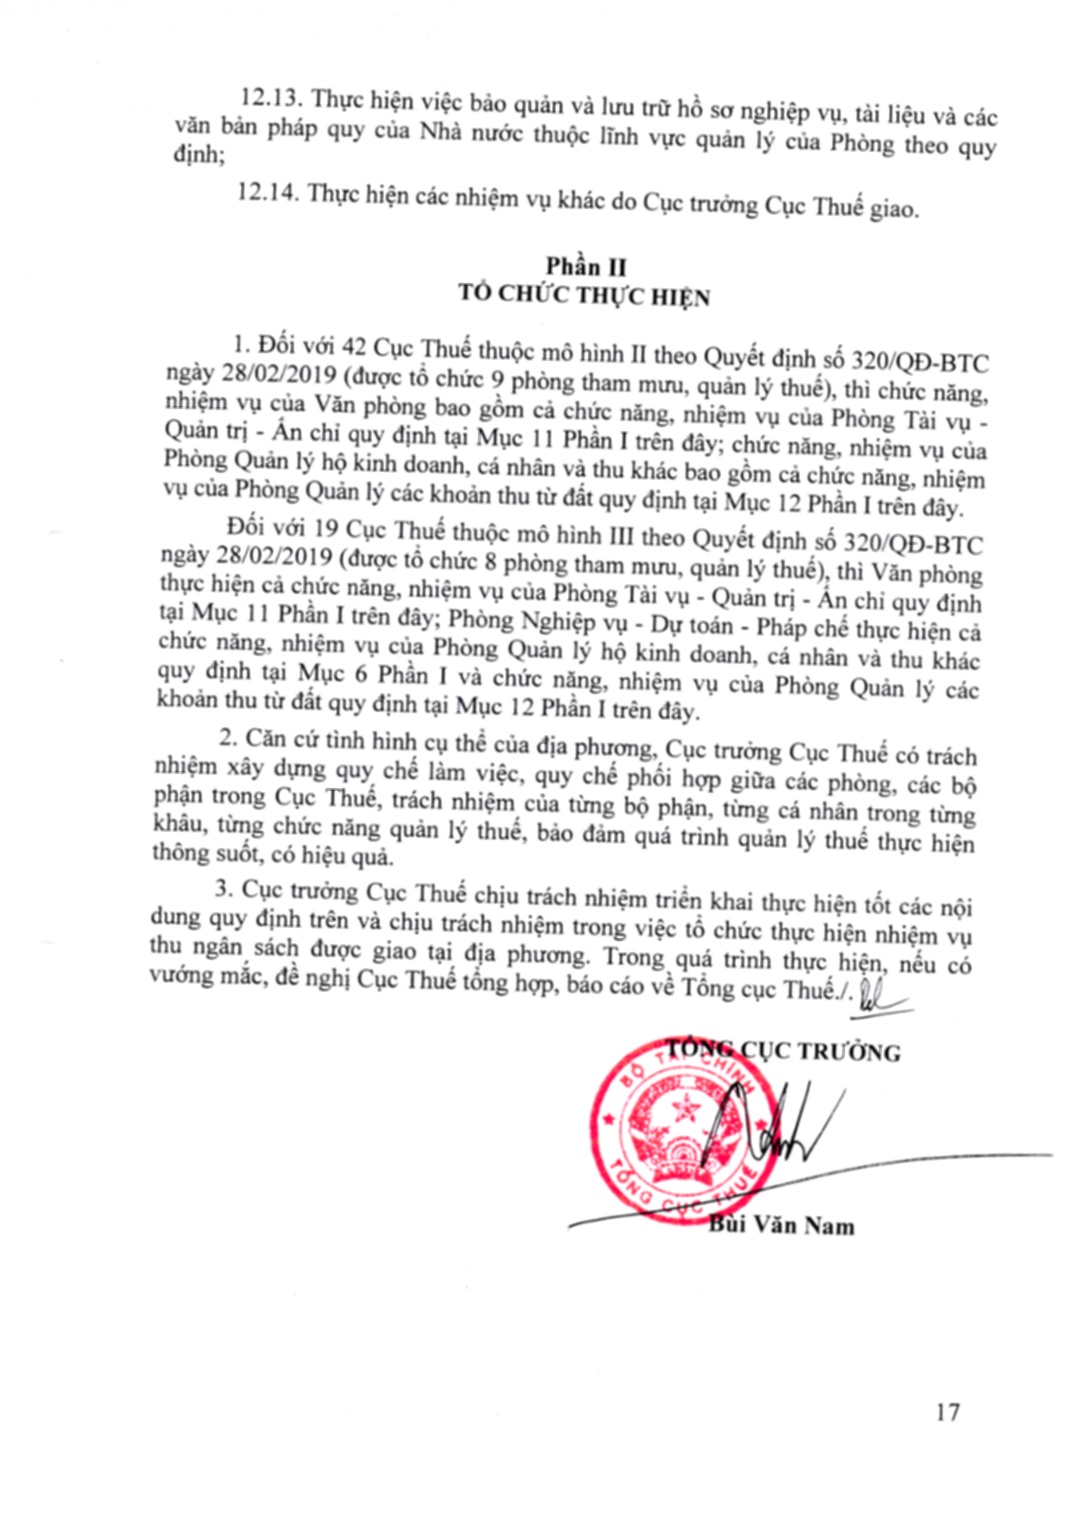 12.13. Thực hiện việc bảo quản và lưu trữ hồ sơ nghiệp vụ, tài liệu và các
văn bản pháp quy của Nhà nước thuộc lĩnh vực quản lý của Phòng theo quy
định;
12.14. Thực hiện các nhiệm vụ khác do Cục trưởng Cục Thuế giao.
Phần II
TỔ CHỨC THỰC HIỆN
1. Đối với 42 Cục Thuế thuộc mô hình II theo Quyết định số 320/QĐ-BTC
ngày 28/02/2019 (được tổ chức 9 phòng tham mưu, quản lý thuế), thì chức năng,
nhiệm vụ của Văn phòng bao gồm cả chức năng, nhiệm vụ của Phòng Tài vụ -
Quản trị - Ấn chỉ quy định tại Mục 11 Phần I trên đây; chức năng, nhiệm vụ của
Phòng Quản lý hộ kinh doanh, cá nhân và thu khác bao gồm cả chức năng, nhiệm
vụ của Phòng Quản lý các khoản thu từ đất quy định tại Mục 12 Phần I trên đây.
Đối với 19 Cục Thuế thuộc mô hình III theo Quyết định số 320/QĐ-BTC
ngày 28/02/2019 (được tổ chức 8 phòng tham mưu, quản lý thuế), thì Văn phòng
thực hiện cả chức năng, nhiệm vụ của Phòng Tài vụ - Quản trị - Ấn chỉ quy định
tại Mục 11 Phần I trên đây; Phòng Nghiệp vụ - Dự toán - Pháp chế thực hiện cả
chức năng, nhiệm vụ của Phòng Quản lý hộ kinh doanh, cá nhân và thu khác
quy định tại Mục 6 Phần I và chức năng, nhiệm vụ của Phòng Quản lý các
khoản thu từ đất quy định tại Mục 12 Phần I trên đây.
2. Căn cứ tình hình cụ thể của địa phương, Cục trưởng Cục Thuế có trách
nhiệm xây dựng quy chế làm việc, quy chế phối hợp giữa các phòng, các bộ
phận trong Cục Thuế, trách nhiệm của từng bộ phận, từng cá nhân trong từng
khâu, từng chức năng quản lý thuế, bảo đảm quá trình quản lý thuế thực hiện
thông suốt, có hiệu quả.
3. Cục trưởng Cục Thuế chịu trách nhiệm triển khai thực hiện tốt các nội
dung quy định trên và chịu trách nhiệm trong việc tổ chức thực hiện nhiệm vụ
thu ngân sách được giao tại địa phương. Trong quá trình thực hiện, nếu có
vướng mắc, đề nghị Cục Thuế tổng hợp, báo cáo về Tổng cục Thuế./.
TỔNG CỤC TRƯỞNG
BỘ TÀI CHÍNH
TỔNG CỤC THUẾ
Bùi Văn Nam
17